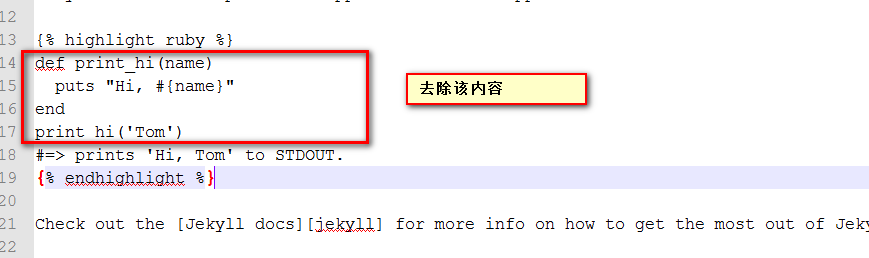 12
13 {% highlight ruby %}
14 def print_hi(name)
15   puts "Hi, #{name}"
去除该内容
16 end
17 print hi('Tom')
18 #=> prints 'Hi, Tom' to STDOUT.
19 {% endhighlight %}
20
21 Check out the [Jekyll docs][jekyll] for more info on how to get the most out of Jeky
22